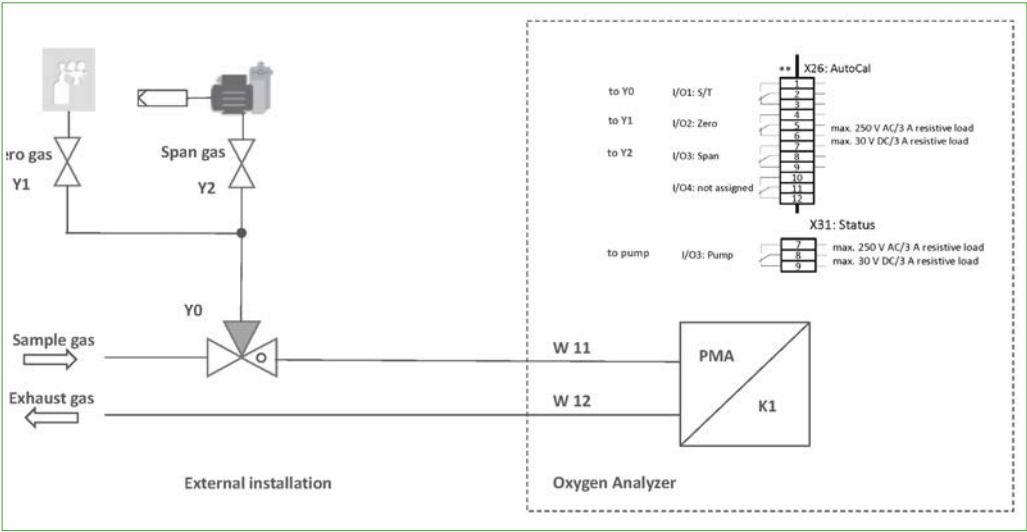 ** X26: AutoCal
to Y0 I/O1: S/T
1
2
3
to Y1 I/O2: Zero
4
5
6
max. 250 V AC/3 A resistive load
max. 30 V DC/3 A resistive load
to Y2 I/O3: Span
7
8
9
I/O4: not assigned
10
11
12
X31: Status
to pump I/O3: Pump
7
8
9
max. 250 V AC/3 A resistive load
max. 30 V DC/3 A resistive load
ero gas
Y1
Span gas
Y2
Y0
Sample gas
Exhaust gas
W 11
W 12
PMA
K1
External installation
Oxygen Analyzer